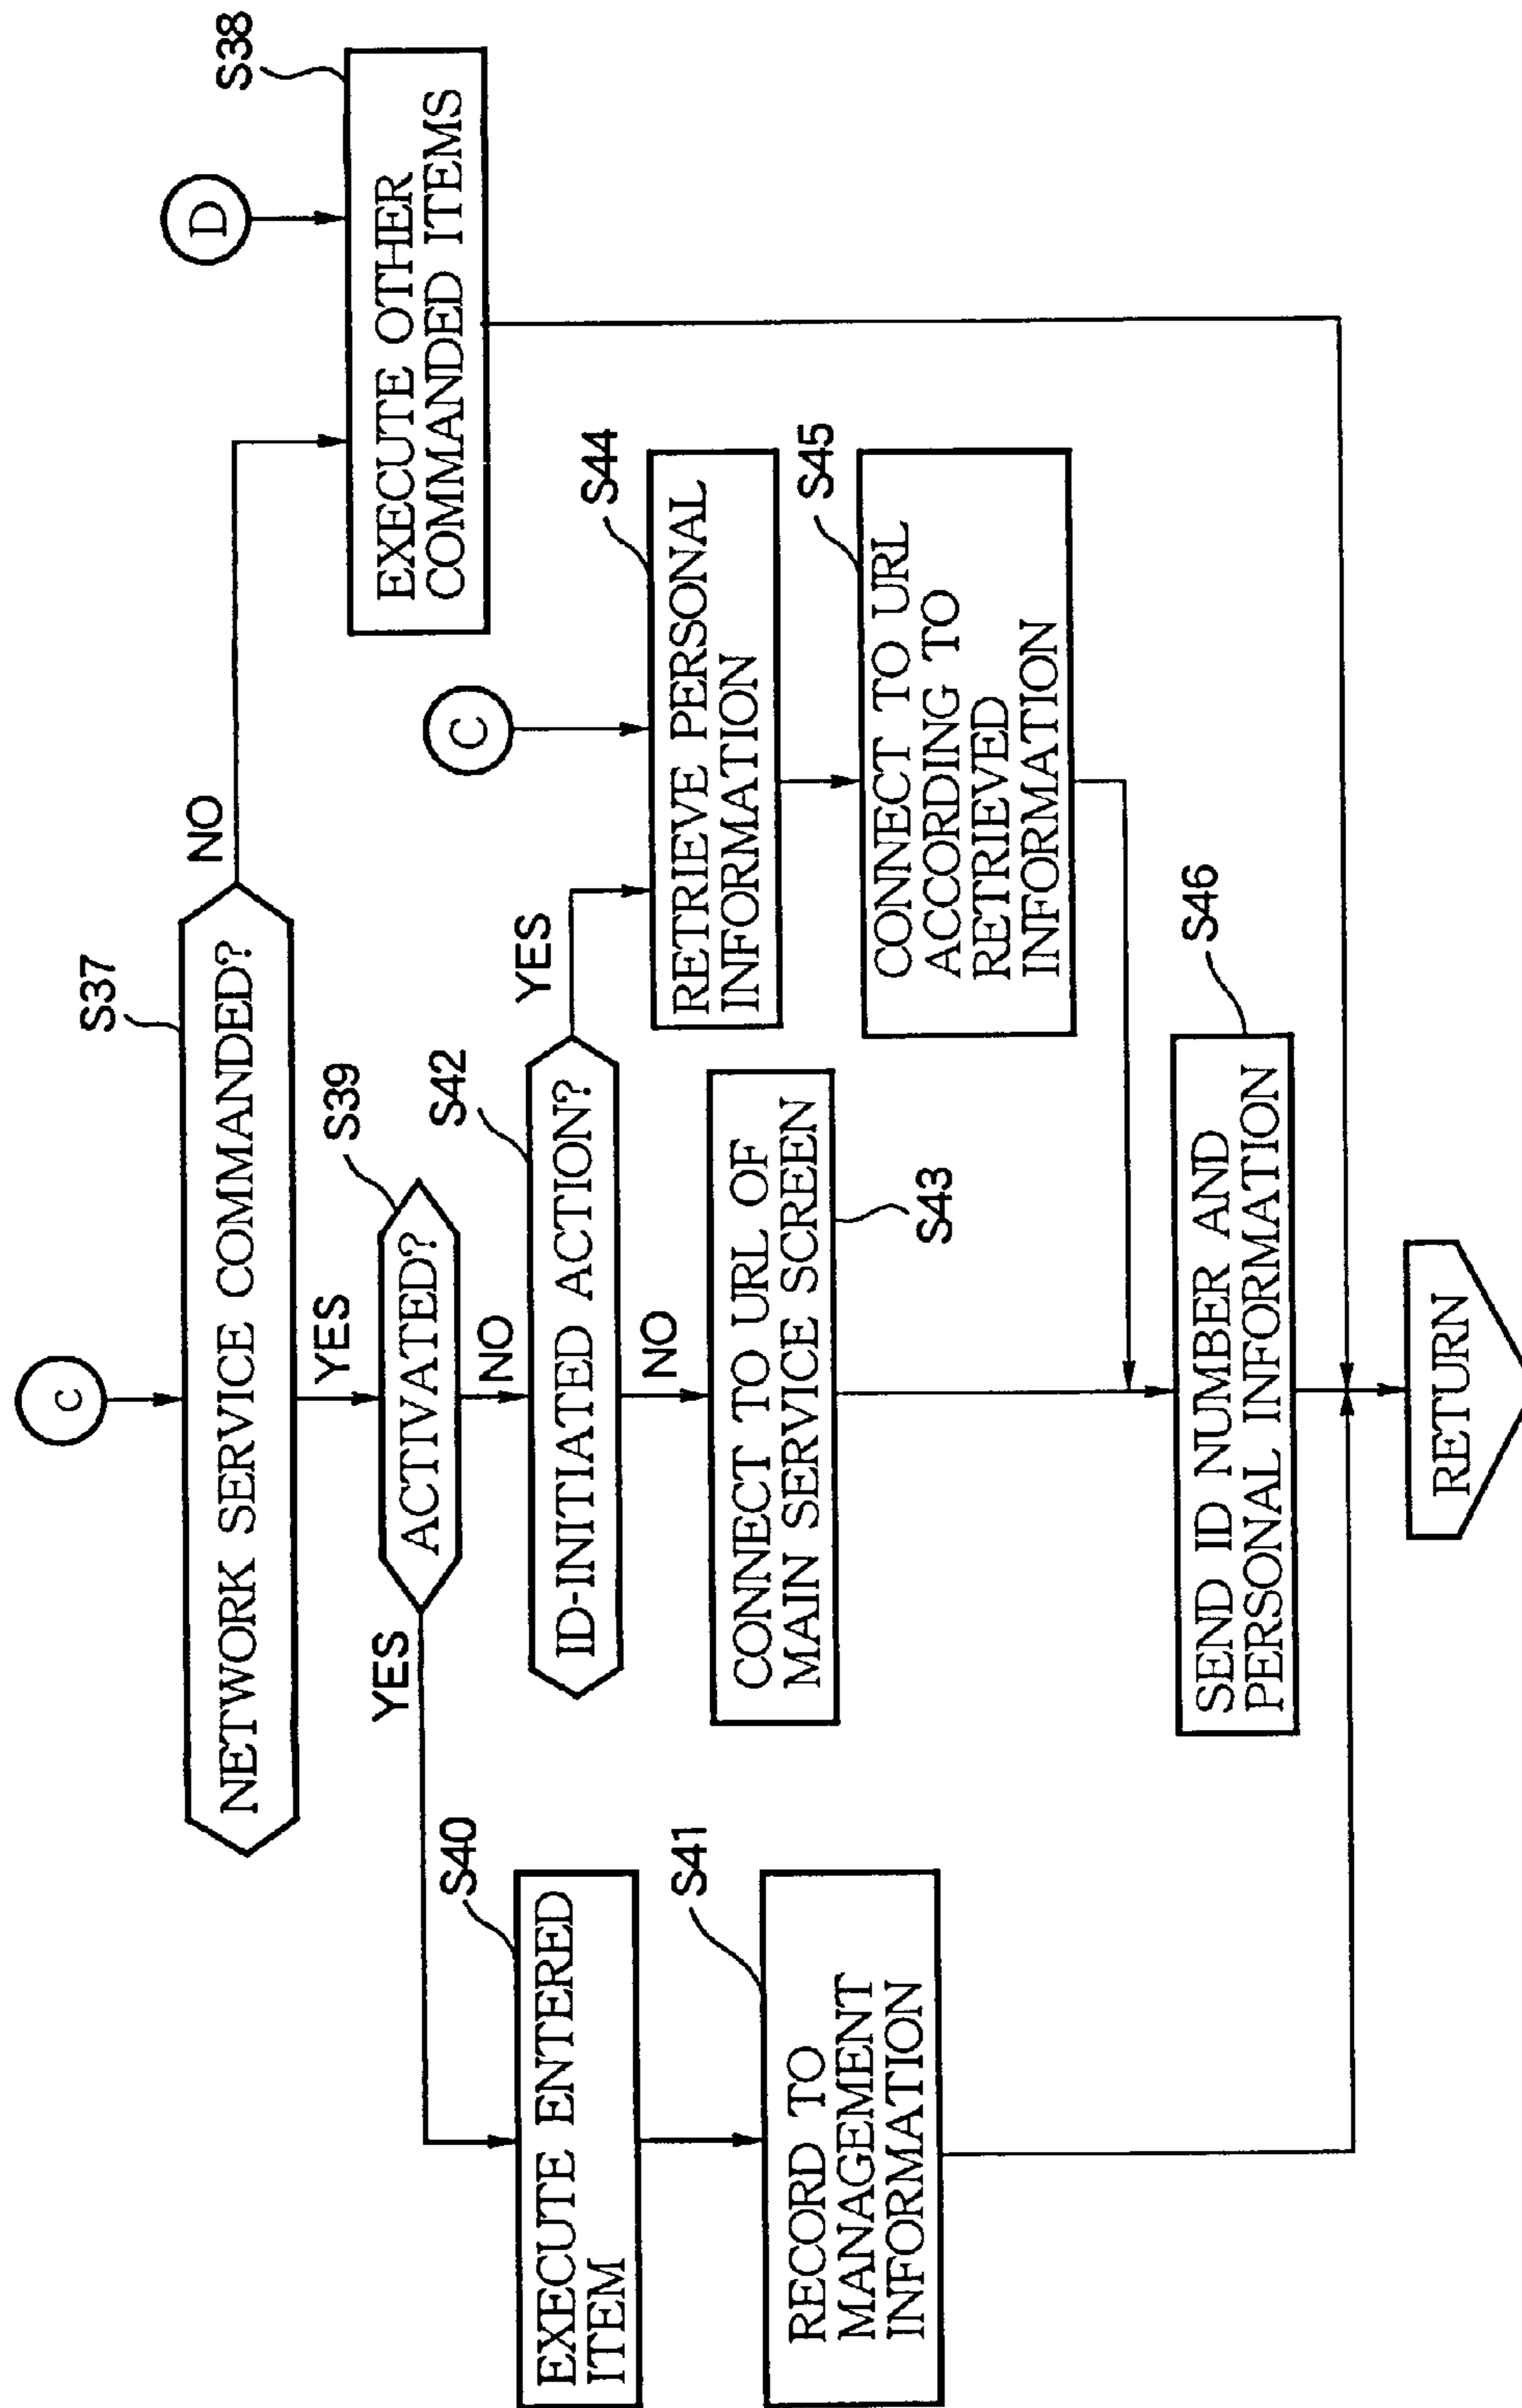 c
S37
NETWORK SERVICE COMMANDED?
NO
YES
D
S38
EXECUTE OTHER
COMMANDED ITEMS
S39
ACTIVATED?
YES
NO
S40
EXECUTE ENTERED
ITEM
S41
RECORD TO
MANAGEMENT
INFORMATION
S42
ID-INITIATED ACTION?
YES
NO
C
S44
RETRIEVE PERSONAL
INFORMATION
S45
CONNECT TO URL
ACCORDING TO
RETRIEVED
INFORMATION
CONNECT TO URL OF
MAIN SERVICE SCREEN
S43
S46
SEND ID NUMBER AND
PERSONAL INFORMATION
RETURN